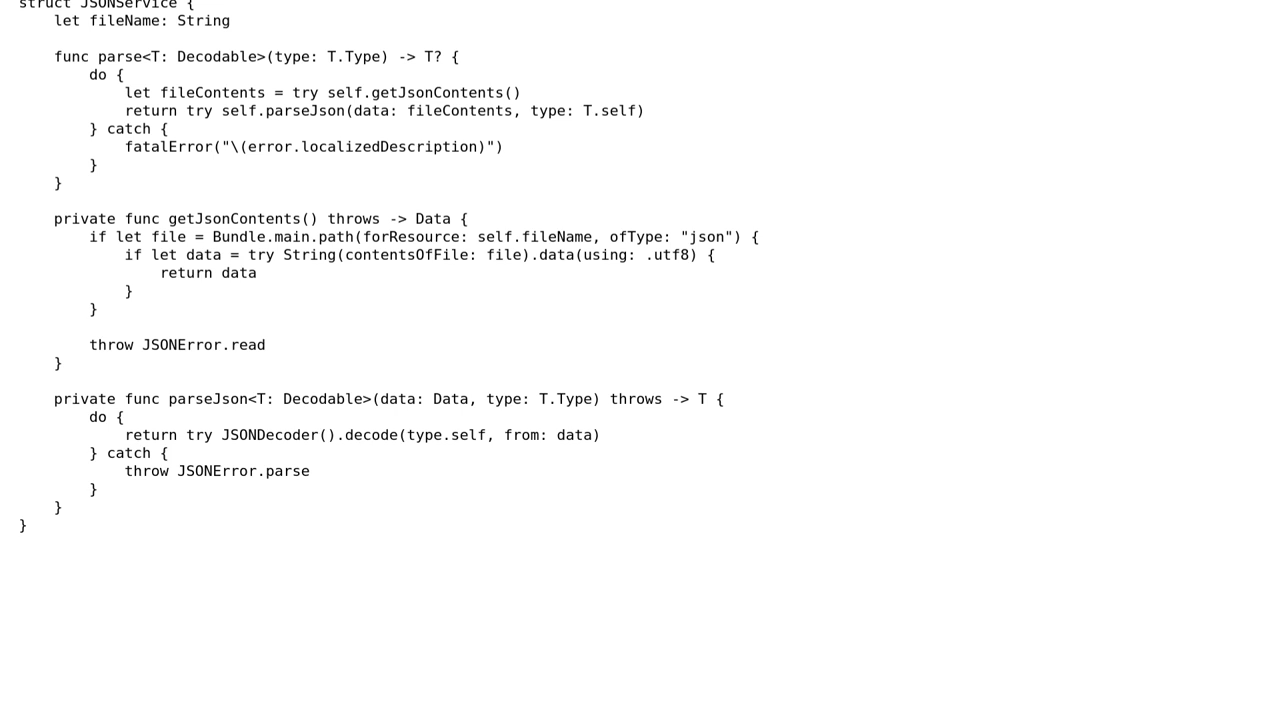 struct JSONService {
    let fileName: String

    func parse<T: Decodable>(type: T.Type) -> T? {
        do {
            let fileContents = try self.getJsonContents()
            return try self.parseJson(data: fileContents, type: T.self)
        } catch {
            fatalError("\(error.localizedDescription)")
        }
    }

    private func getJsonContents() throws -> Data {
        if let file = Bundle.main.path(forResource: self.fileName, ofType: "json") {
            if let data = try String(contentsOfFile: file).data(using: .utf8) {
                return data
            }
        }

        throw JSONError.read
    }

    private func parseJson<T: Decodable>(data: Data, type: T.Type) throws -> T {
        do {
            return try JSONDecoder().decode(type.self, from: data)
        } catch {
            throw JSONError.parse
        }
    }
}